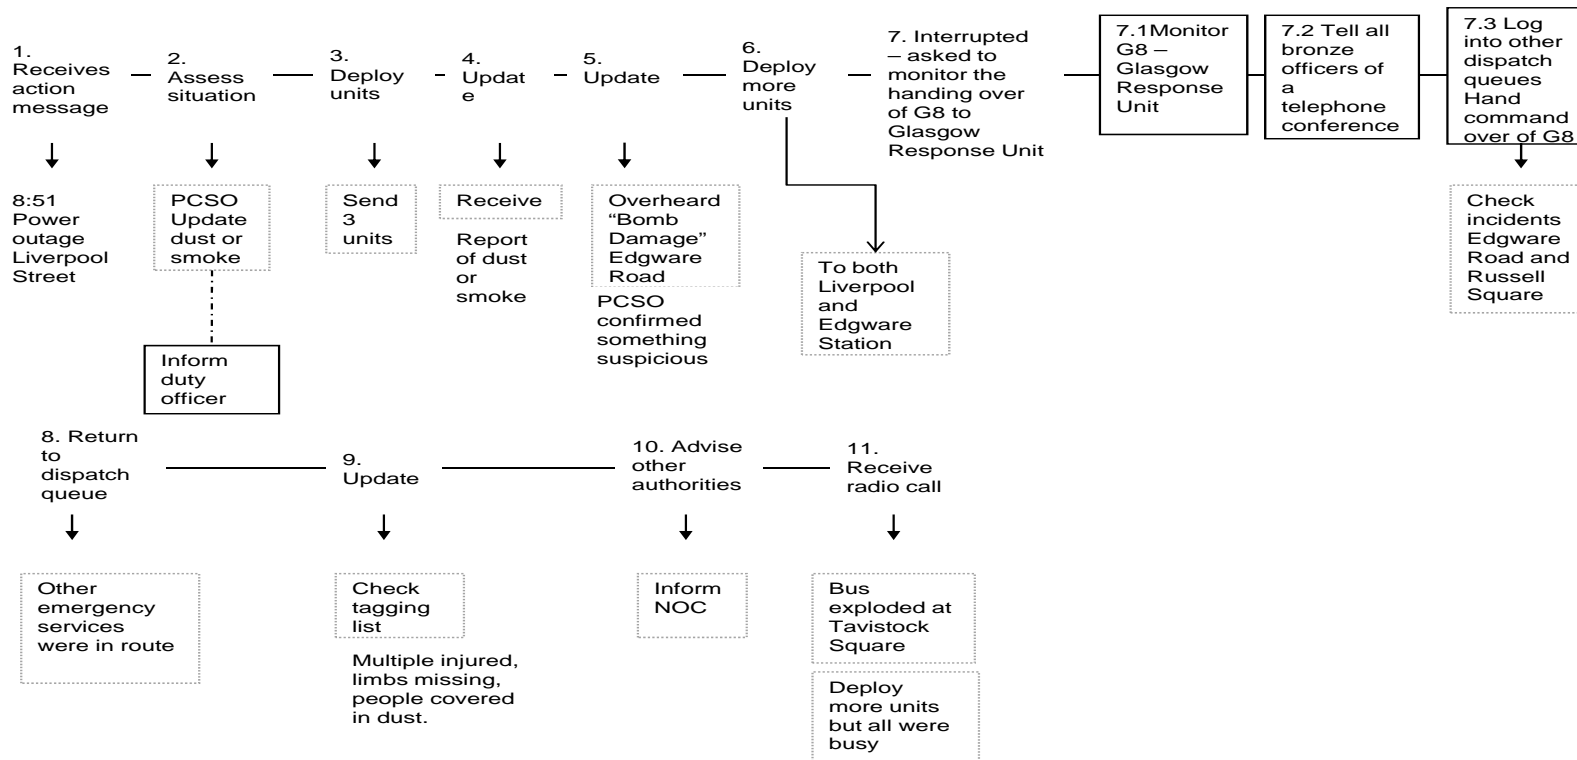 1.
Receives
action
message
2.
Assess
situation
3.
Deploy
units
4.
Updat
e
5.
Update
6.
Deploy
more
units
7. Interrupted
– asked to
monitor the
handing over
of G8 to
Glasgow
Response Unit
7.1Monitor
G8 –
Glasgow
Response
Unit
7.2 Tell all
bronze
officers of
a
telephone
conference
7.3 Log
into other
dispatch
queues
Hand
command
over of G8
8:51
Power
outage
Liverpool
Street
PCSO
Update
dust or
smoke
Inform
duty
officer
Send
3
units
Receive
Report
of dust
or
smoke
Overheard
“Bomb
Damage”
Edgware
Road
PCSO
confirmed
something
suspicious
To both
Liverpool
and
Edgware
Station
Check
incidents
Edgware
Road and
Russell
Square
8. Return
to
dispatch
queue
9.
Update
10. Advise
other
authorities
11.
Receive
radio call
Other
emergency
services
were in route
Check
tagging
list
Multiple injured,
limbs missing,
people covered
in dust.
Inform
NOC
Bus
exploded at
Tavistock
Square
Deploy
more units
but all were
busy